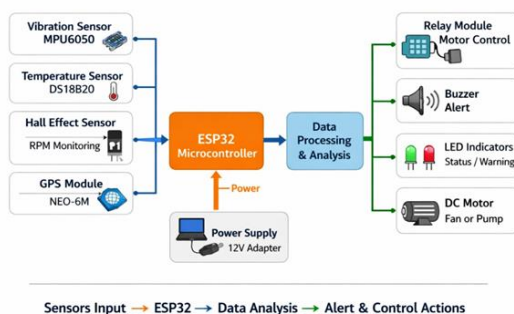 Vibration Sensor
MPU6050
Temperature Sensor
DS18B20
Hall Effect Sensor
RPM Monitoring
P1
GPS Module
NEO-6M
ESP32
Microcontroller
Power
Power Supply
12V Adapter
Data
Processing
& Analysis
Relay Module
Motor Control
Buzzer
Alert
LED Indicators
Status / Warning
DC Motor
Fan or Pump
Sensors Input → ESP32 → Data Analysis → Alert & Control Actions